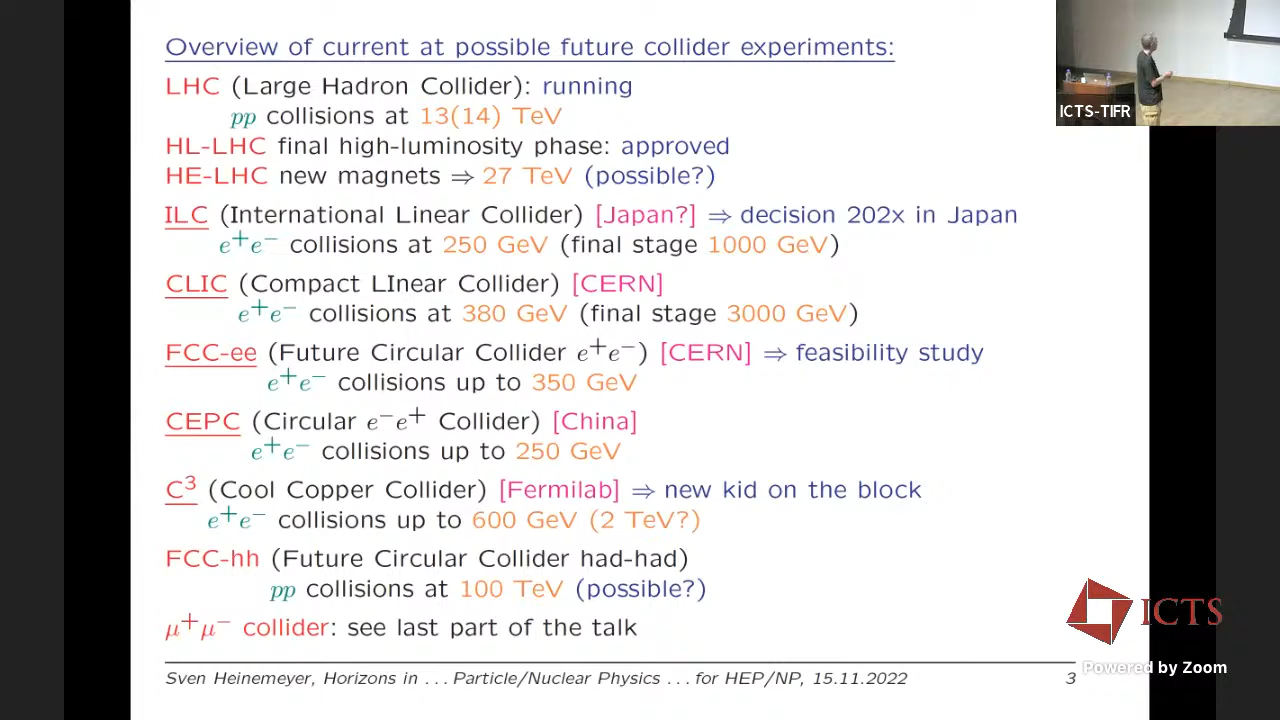 Overview of current at possible future collider experiments:
LHC (Large Hadron Collider): running
pp collisions at 13(14) TeV
HL-LHC final high-luminosity phase: approved
HE-LHC new magnets ⇒ 27 TeV (possible?)
ILC (International Linear Collider) [Japan?] ⇒ decision 202x in Japan
e⁺e⁻ collisions at 250 GeV (final stage 1000 GeV)
CLIC (Compact LInear Collider) [CERN]
e⁺e⁻ collisions at 380 GeV (final stage 3000 GeV)
FCC-ee (Future Circular Collider e⁺e⁻) [CERN] ⇒ feasibility study
e⁺e⁻ collisions up to 350 GeV
CEPC (Circular e⁻e⁺ Collider) [China]
e⁺e⁻ collisions up to 250 GeV
C³ (Cool Copper Collider) [Fermilab] ⇒ new kid on the block
e⁺e⁻ collisions up to 600 GeV (2 TeV?)
FCC-hh (Future Circular Collider had-had)
pp collisions at 100 TeV (possible?)
μ⁺μ⁻ collider: see last part of the talk
Sven Heinemeyer, Horizons in ... Particle/Nuclear Physics ... for HEP/NP, 15.11.2022 3
ICTS-TIFR
ICTS
Powered by Zoom